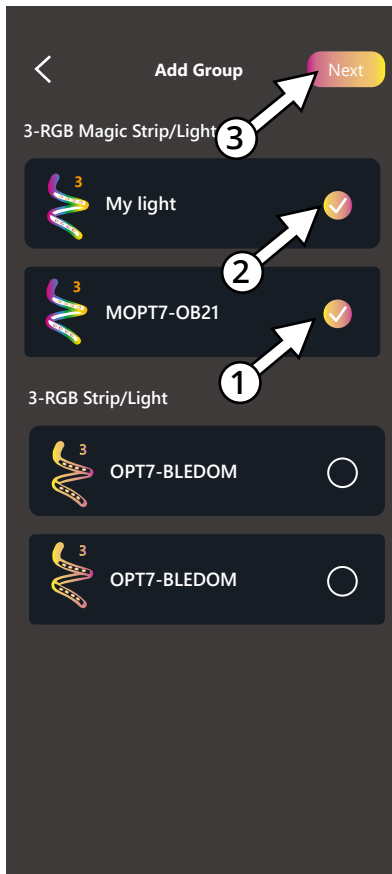 Add Group
Next
3-RGB Magic Strip/Light
3
3
My light
2
3
MOPT7-OB21
1
3-RGB Strip/Light
3
OPT7-BLEDOM
3
OPT7-BLEDOM